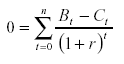 0 = \sum_{t=0}^{n} \frac{B_t - C_t}{(1 + r)^t}